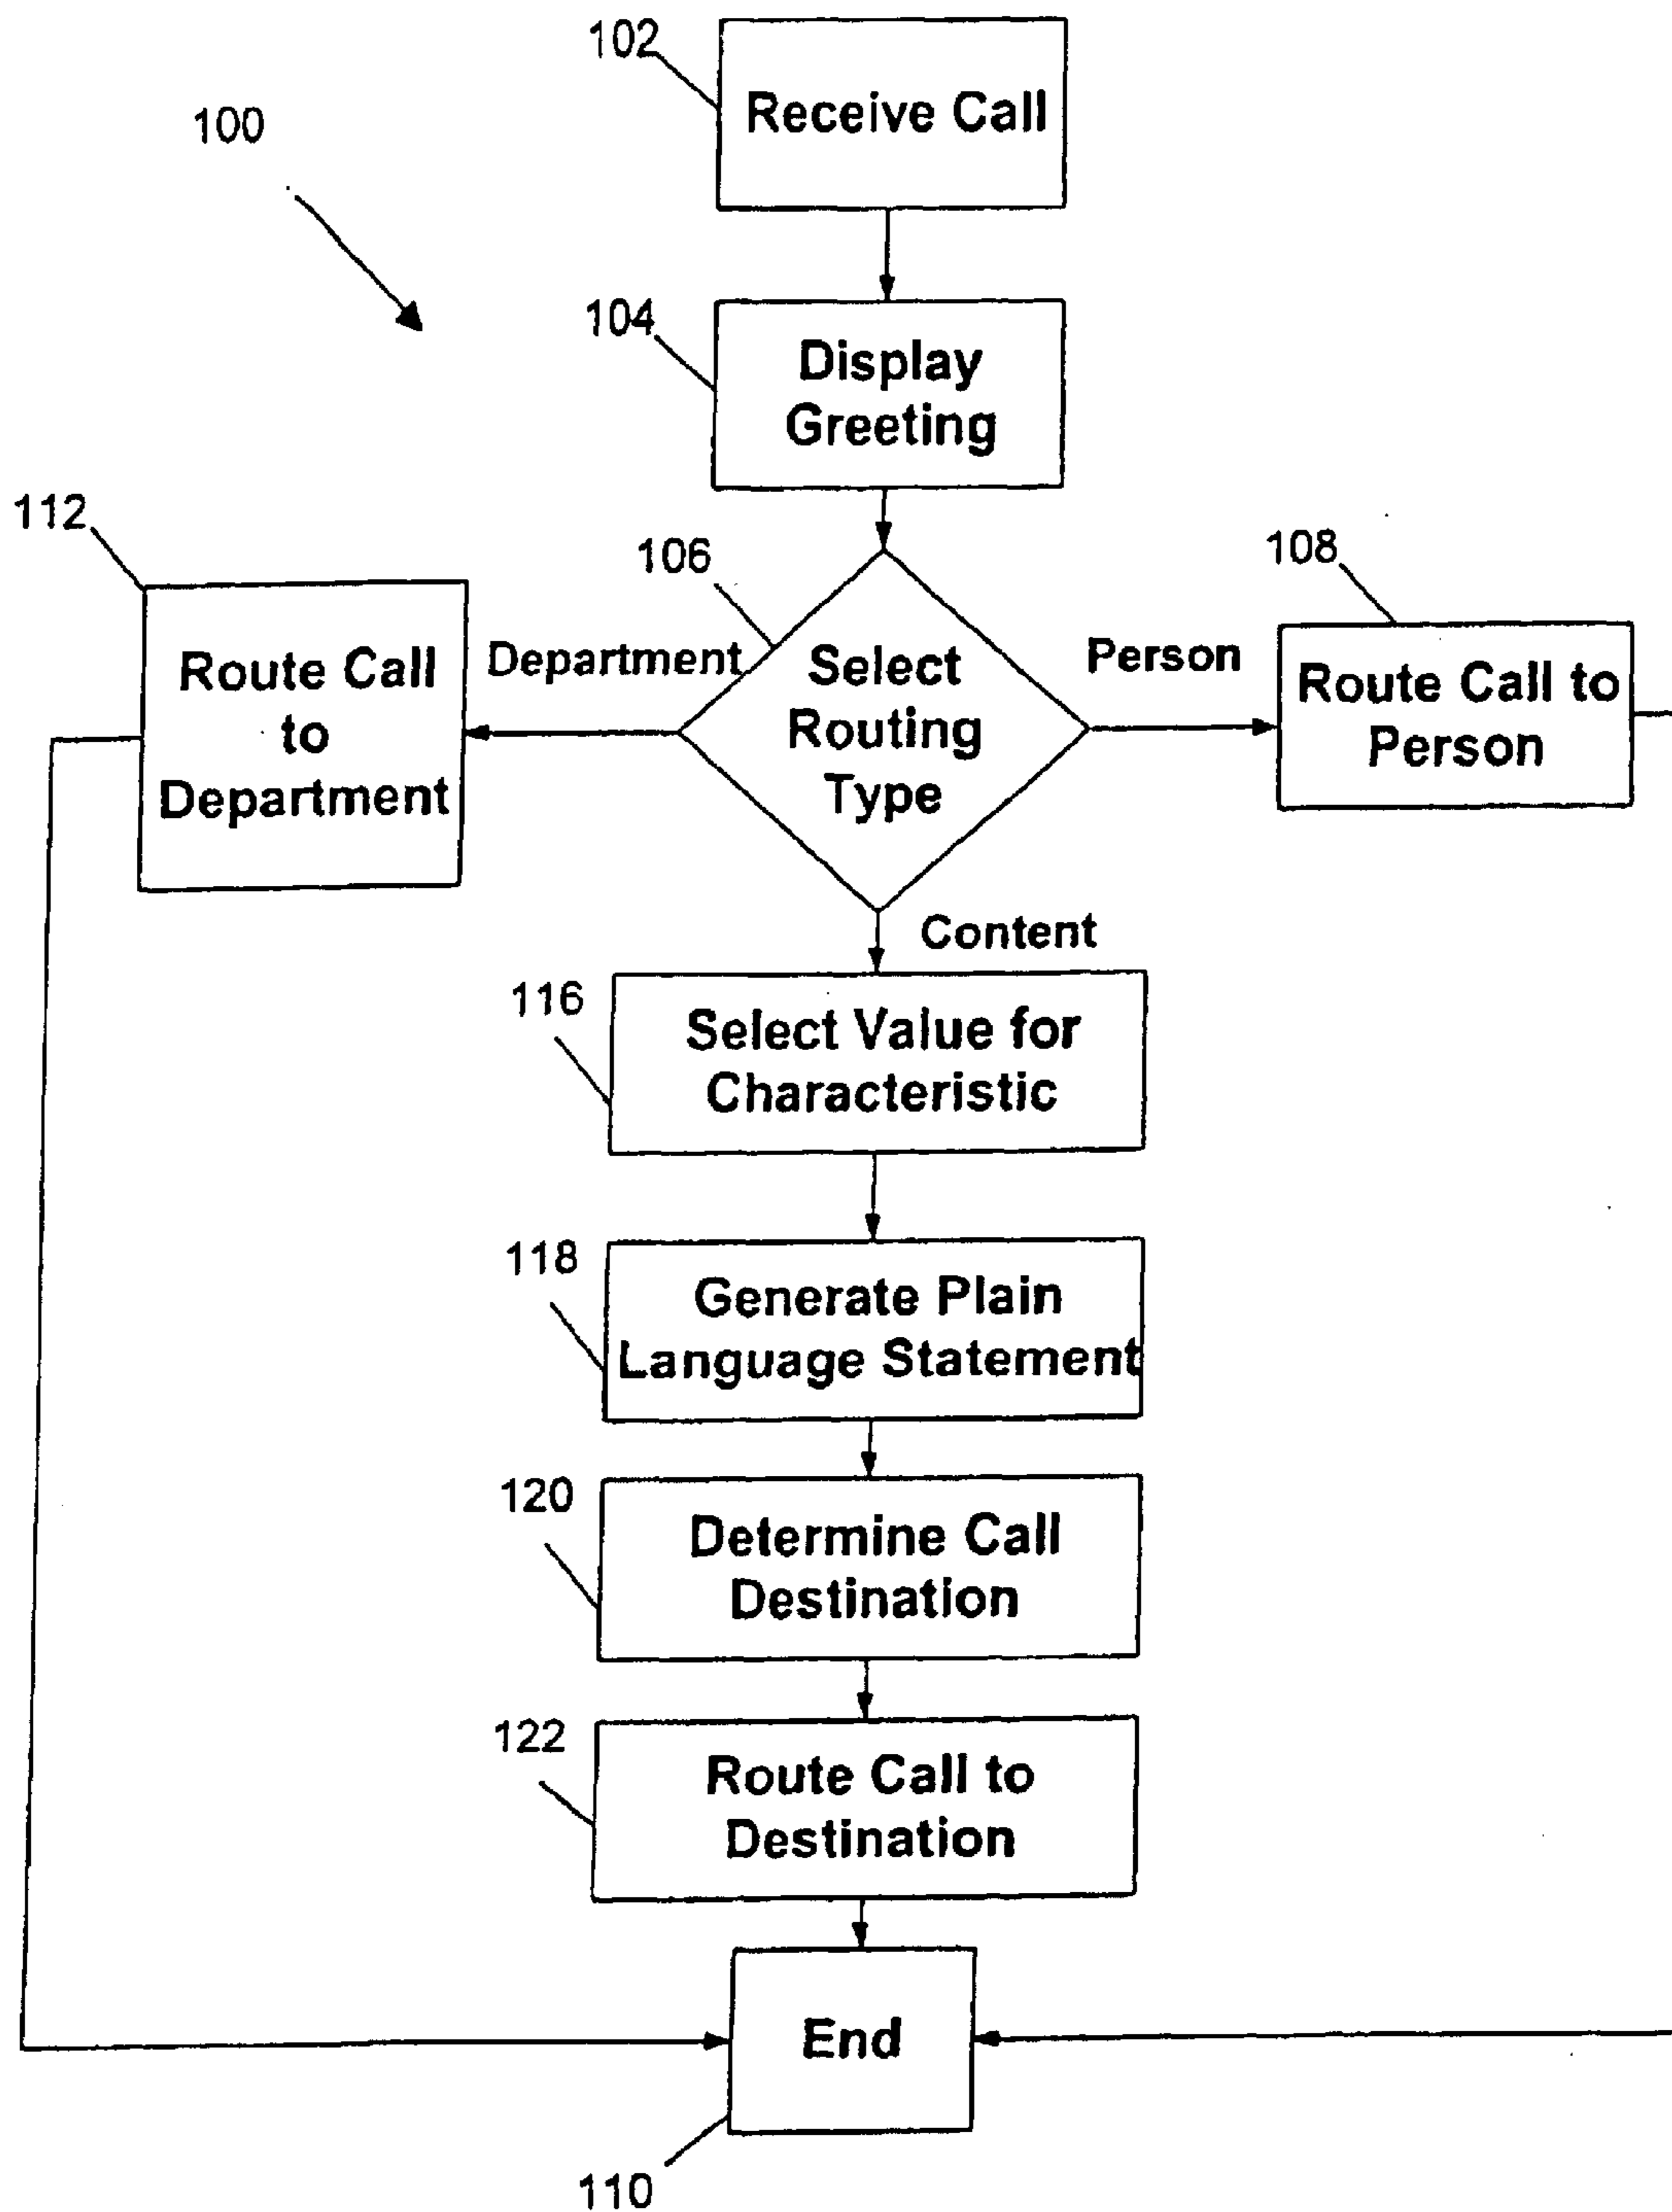 102
Receive Call
100
104
Display
Greeting
112
106
108
Route Call
to
Department
Department
Select
Routing
Type
Person
Route Call to
Person
Content
116
Select Value for
Characteristic
118
Generate Plain
Language Statement
120
Determine Call
Destination
122
Route Call to
Destination
End
110